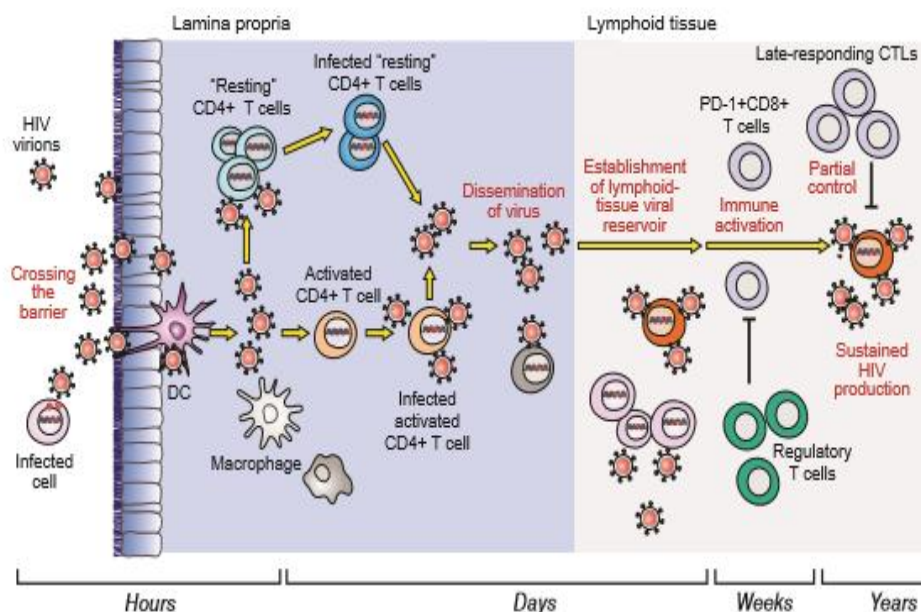 Lamina propria
Lymphoid tissue
HIV
virions
Crossing
the
barrier
Infected
cell
"Resting"
CD4+ T cells
Infected "resting"
CD4+ T cells
DC
Macrophage
Activated
CD4+ T cell
Infected
activated
CD4+ T cell
Dissemination
of virus
Establishment
of lymphoid-
tissue viral
reservoir
PD-1+CD8+
T cells
Immune
activation
Regulatory
T cells
Late-responding CTLs
Partial
control
Sustained
HIV
production
Hours
Days
Weeks
Years